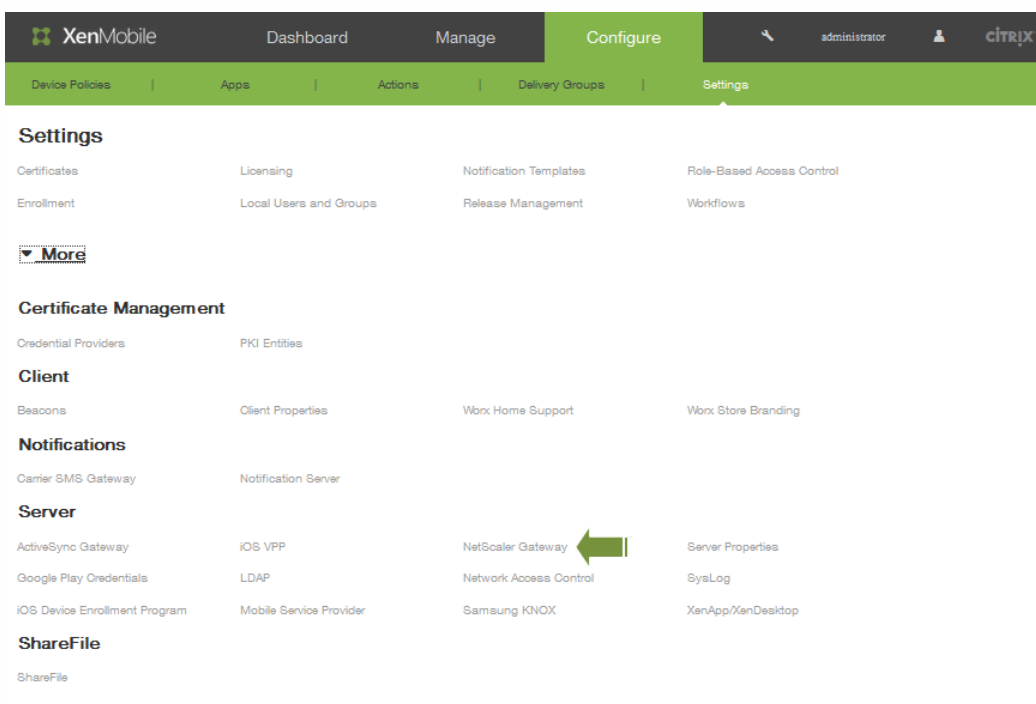 XenMobile Dashboard Manage Configure administrator CİTRIX
Device Policies | Apps | Actions | Delivery Groups | Settings
Settings
Certificates Licensing Notification Templates Role-Based Access Control
Enrollment Local Users and Groups Release Management Workflows
More
Certificate Management
Credential Providers PKI Entities
Client
Beacons Client Properties Worx Home Support Worx Store Branding
Notifications
Carrier SMS Gateway Notification Server
Server
ActiveSync Gateway iOS VPP NetScaler Gateway Server Properties
Google Play Credentials LDAP Network Access Control SysLog
iOS Device Enrollment Program Mobile Service Provider Samsung KNOX XenApp/XenDesktop
ShareFile
ShareFile